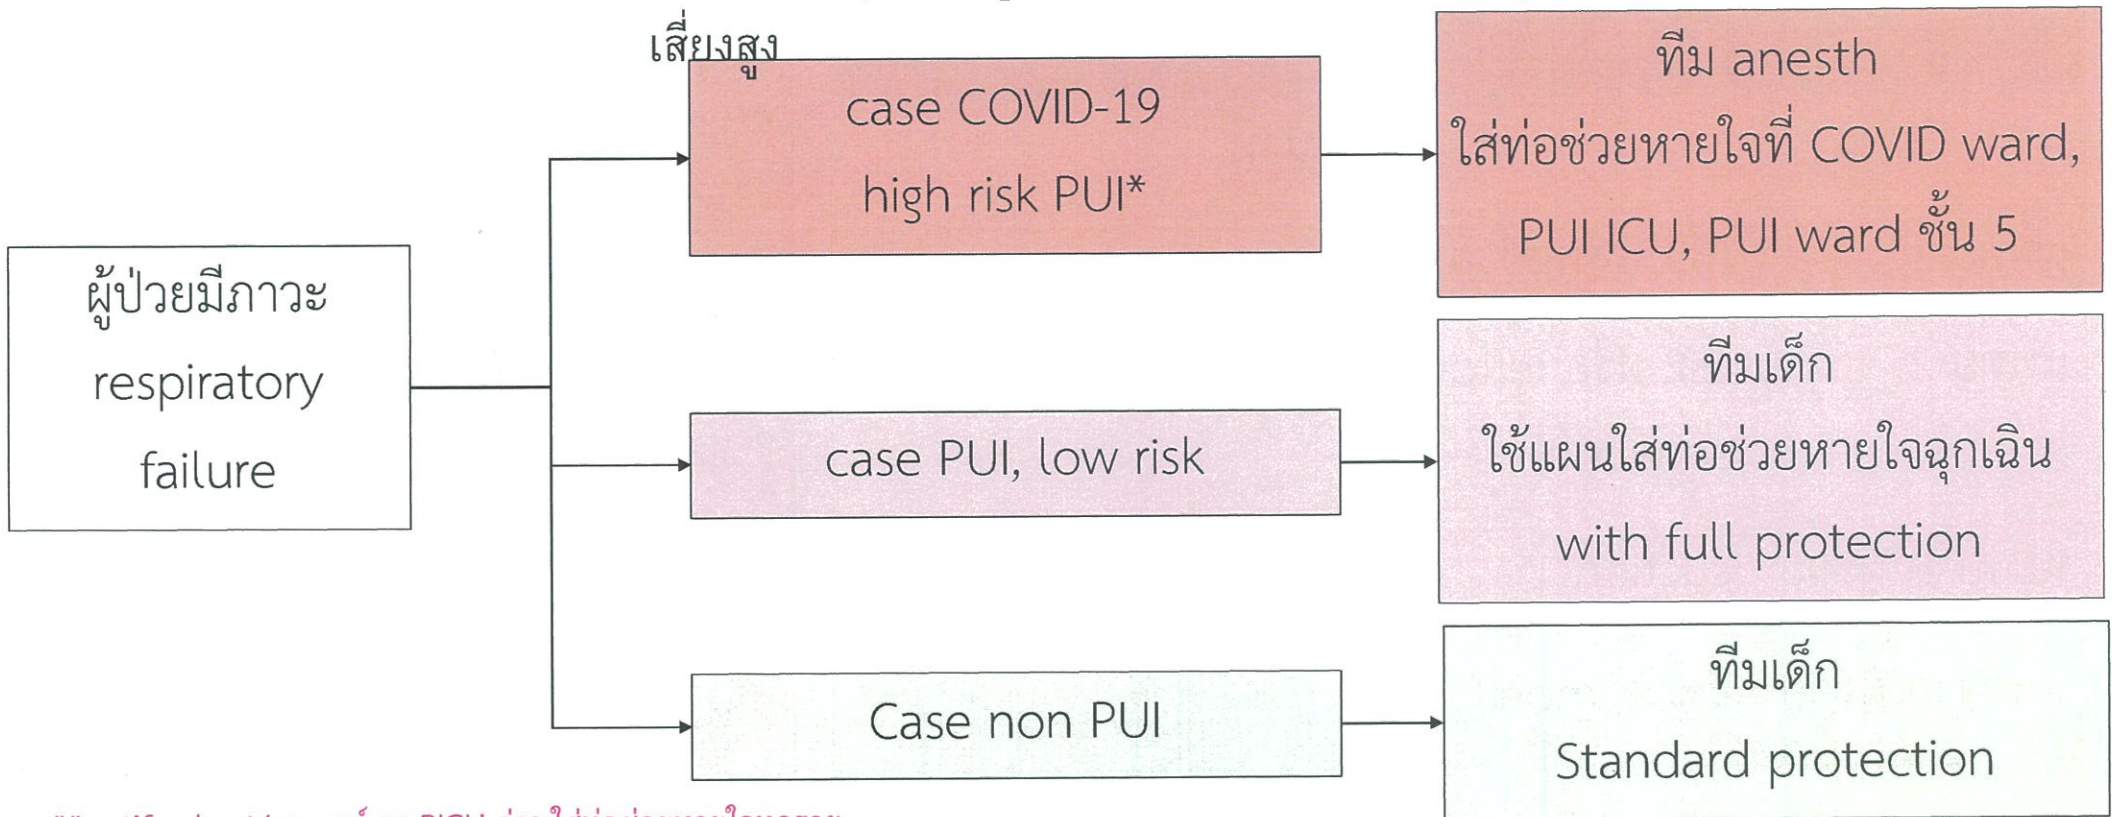 เสี่ยงสูง
ผู้ป่วยมีภาวะ
respiratory
failure
case COVID-19
high risk PUI*
ทีม anesth
ใส่ท่อช่วยหายใจที่ COVID ward,
PUI ICU, PUI ward ชั้น 5
case PUI, low risk
ทีมเด็ก
ใช้แผนใส่ท่อช่วยหายใจฉุกเฉิน
with full protection
Case non PUI
ทีมเด็ก
Standard protection